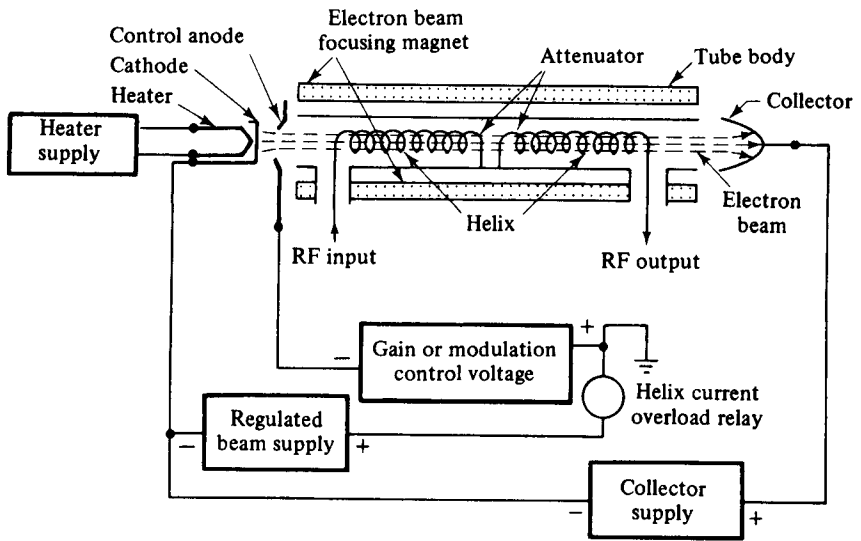 Electron beam
focusing magnet
Control anode
Cathode
Heater
Attenuator
Tube body
Collector
Heater
supply
Electron
beam
Helix
RF input
RF output
+
−
Gain or modulation
control voltage
Helix current
overload relay
Regulated
beam supply
−
+
Collector
supply
−
+